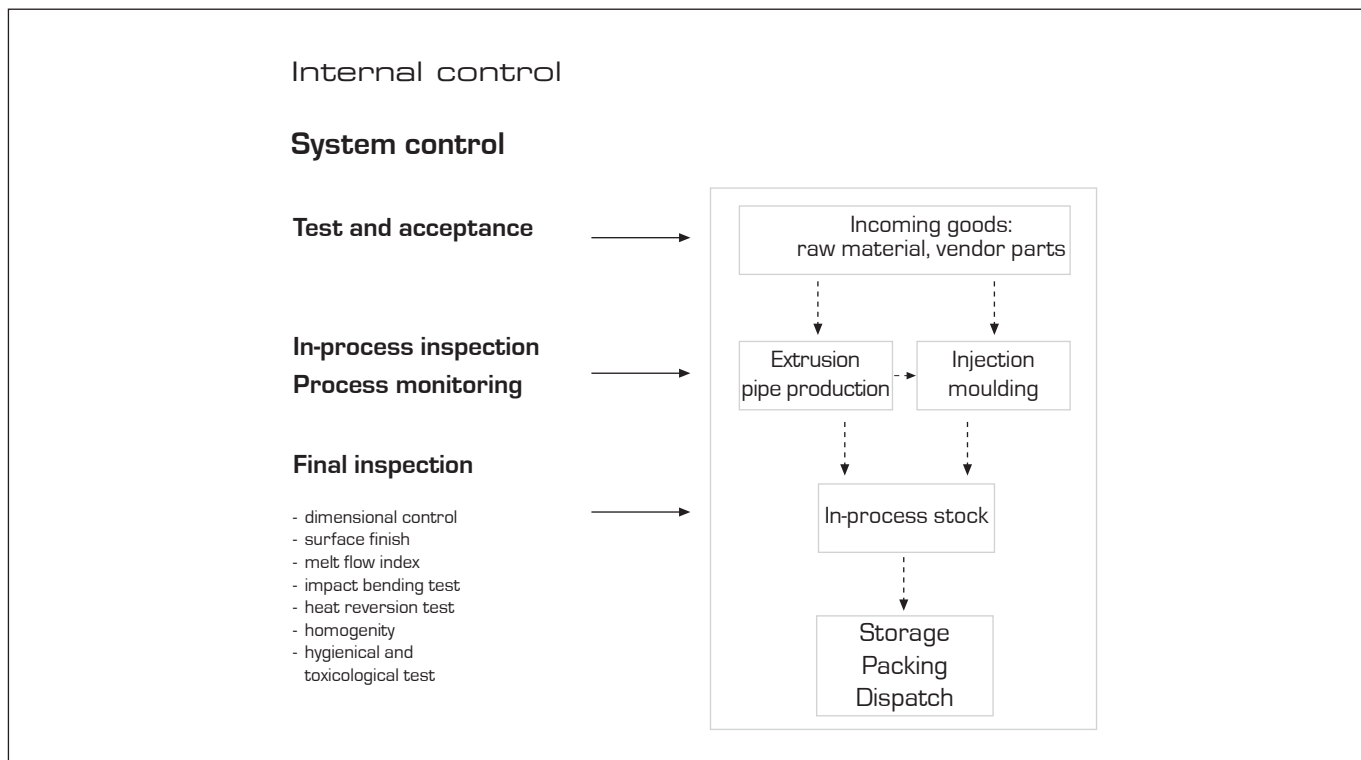 Internal control
System control
Test and acceptance
Incoming goods:
raw material, vendor parts
In-process inspection
Process monitoring
Extrusion
pipe production
Injection
moulding
Final inspection
- dimensional control
- surface finish
- melt flow index
- impact bending test
- heat reversion test
- homogenity
- hygienical and
toxicological test
In-process stock
Storage
Packing
Dispatch